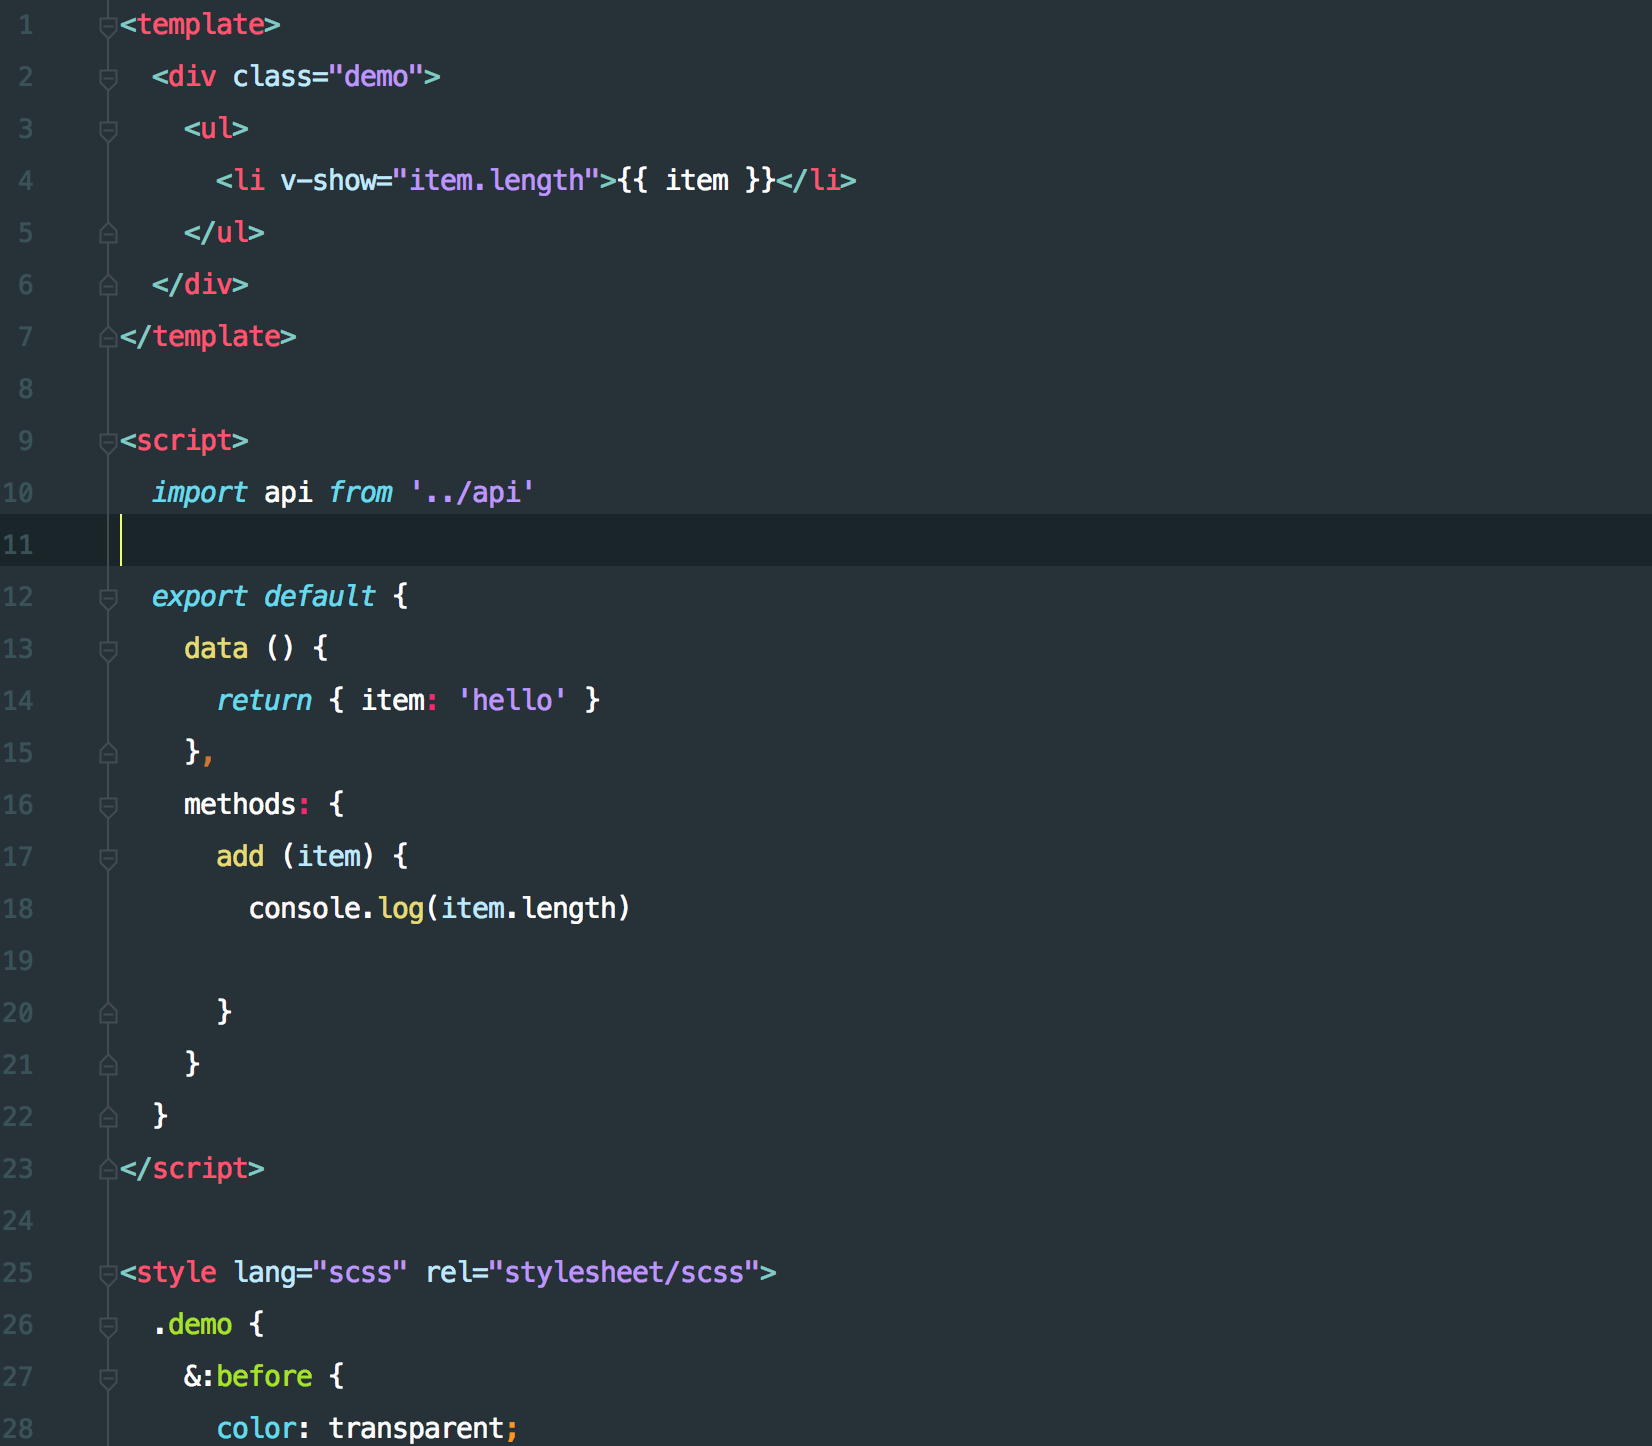 1 <template>
2   <div class="demo">
3     <ul>
4       <li v-show="item.length">{{ item }}</li>
5     </ul>
6   </div>
7 </template>
8
9 <script>
10   import api from '../api'
11
12   export default {
13     data () {
14       return { item: 'hello' }
15     },
16     methods: {
17       add (item) {
18         console.log(item.length)
19
20       }
21     }
22   }
23 </script>
24
25 <style lang="scss" rel="stylesheet/scss">
26   .demo {
27     &:before {
28       color: transparent;